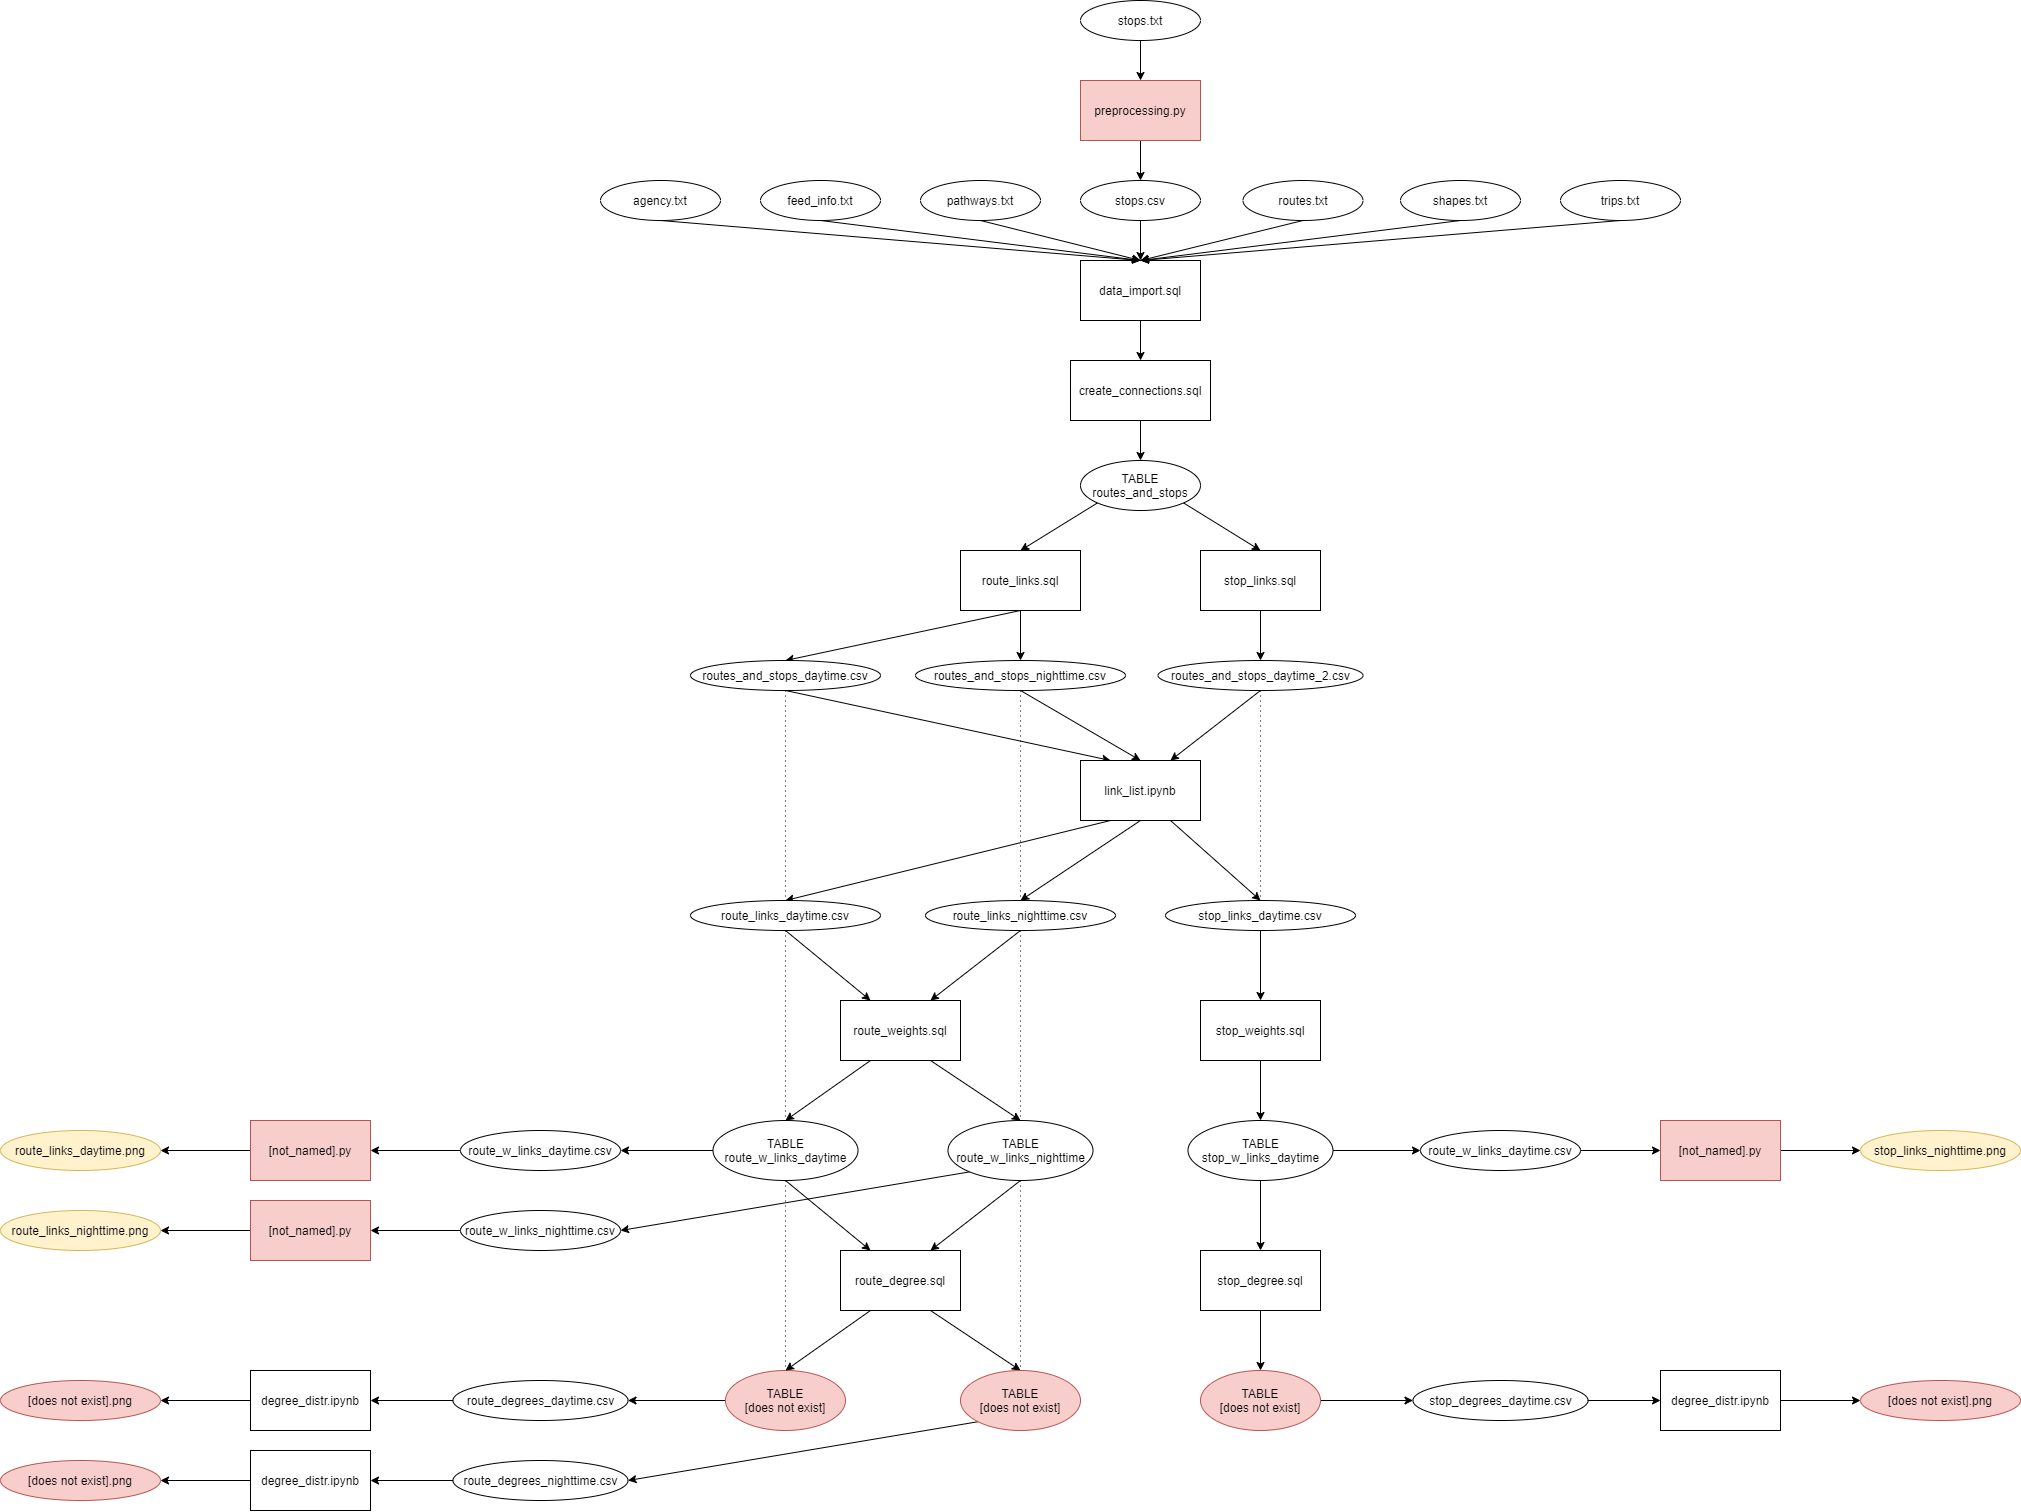 stops.txt
preprocessing.py
agency.txt
feed_info.txt
pathways.txt
stops.csv
routes.txt
shapes.txt
trips.txt
data_import.sql
create_connections.sql
TABLE
routes_and_stops
route_links.sql
stop_links.sql
routes_and_stops_daytime.csv
routes_and_stops_nighttime.csv
routes_and_stops_daytime_2.csv
link_list.ipynb
route_links_daytime.csv
route_links_nighttime.csv
stop_links_daytime.csv
route_weights.sql
stop_weights.sql
route_links_daytime.png
[not_named].py
route_w_links_daytime.csv
TABLE
route_w_links_daytime
TABLE
route_w_links_nighttime
TABLE
stop_w_links_daytime
route_w_links_daytime.csv
[not_named].py
stop_links_nighttime.png
route_links_nighttime.png
[not_named].py
route_w_links_nighttime.csv
route_degree.sql
stop_degree.sql
[does not exist].png
degree_distr.ipynb
route_degrees_daytime.csv
TABLE
[does not exist]
TABLE
[does not exist]
TABLE
[does not exist]
stop_degrees_daytime.csv
degree_distr.ipynb
[does not exist].png
[does not exist].png
degree_distr.ipynb
route_degrees_nighttime.csv